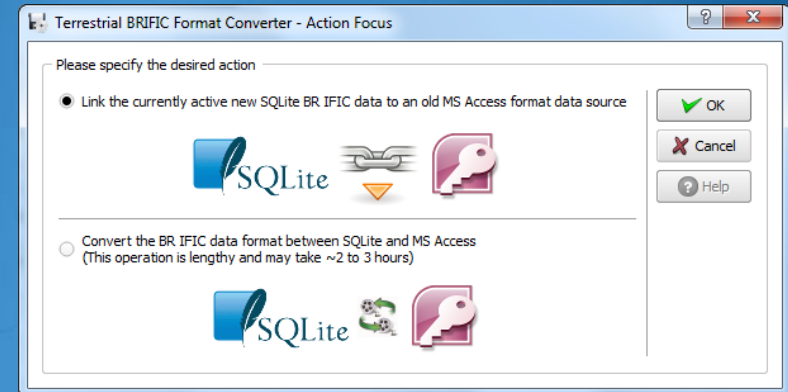 Terrestrial BRIFIC Format Converter - Action Focus
Please specify the desired action
Link the currently active new SQLite BR IFIC data to an old MS Access format data source
OK
SQLite
Cancel
Help
Convert the BR IFIC data format between SQLite and MS Access
(This operation is lengthy and may take ~2 to 3 hours)
SQLite